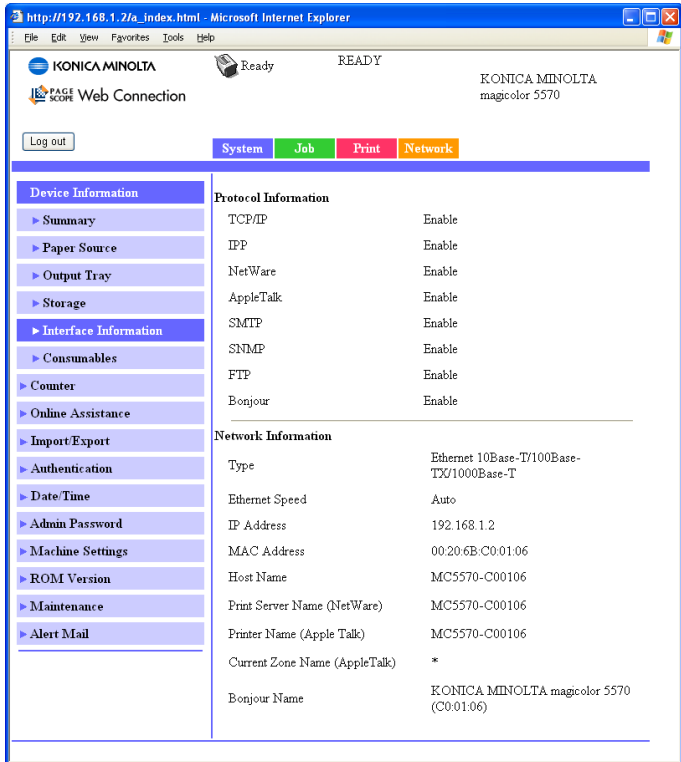 http://192.168.1.2/a_index.html - Microsoft Internet Explorer
File Edit View Favorites Tools Help
KONICA MINOLTA
PAGE SCOPE Web Connection
Ready
READY
KONICA MINOLTA
magicolor 5570
Log out
System Job Print Network
Device Information
Summary
Paper Source
Output Tray
Storage
Interface Information
Consumables
Counter
Online Assistance
Import/Export
Authentication
Date/Time
Admin Password
Machine Settings
ROM Version
Maintenance
Alert Mail
Protocol Information
TCP/IP Enable
IPP Enable
NetWare Enable
AppleTalk Enable
SMTP Enable
SNMP Enable
FTP Enable
Bonjour Enable
Network Information
Type Ethernet 10Base-T/100Base-
TX/1000Base-T
Ethernet Speed Auto
IP Address 192.168.1.2
MAC Address 00:20:6B:C0:01:06
Host Name MC5570-C00106
Print Server Name (NetWare) MC5570-C00106
Printer Name (Apple Talk) MC5570-C00106
Current Zone Name (AppleTalk) *
Bonjour Name KONICA MINOLTA magicolor 5570
(C0:01:06)